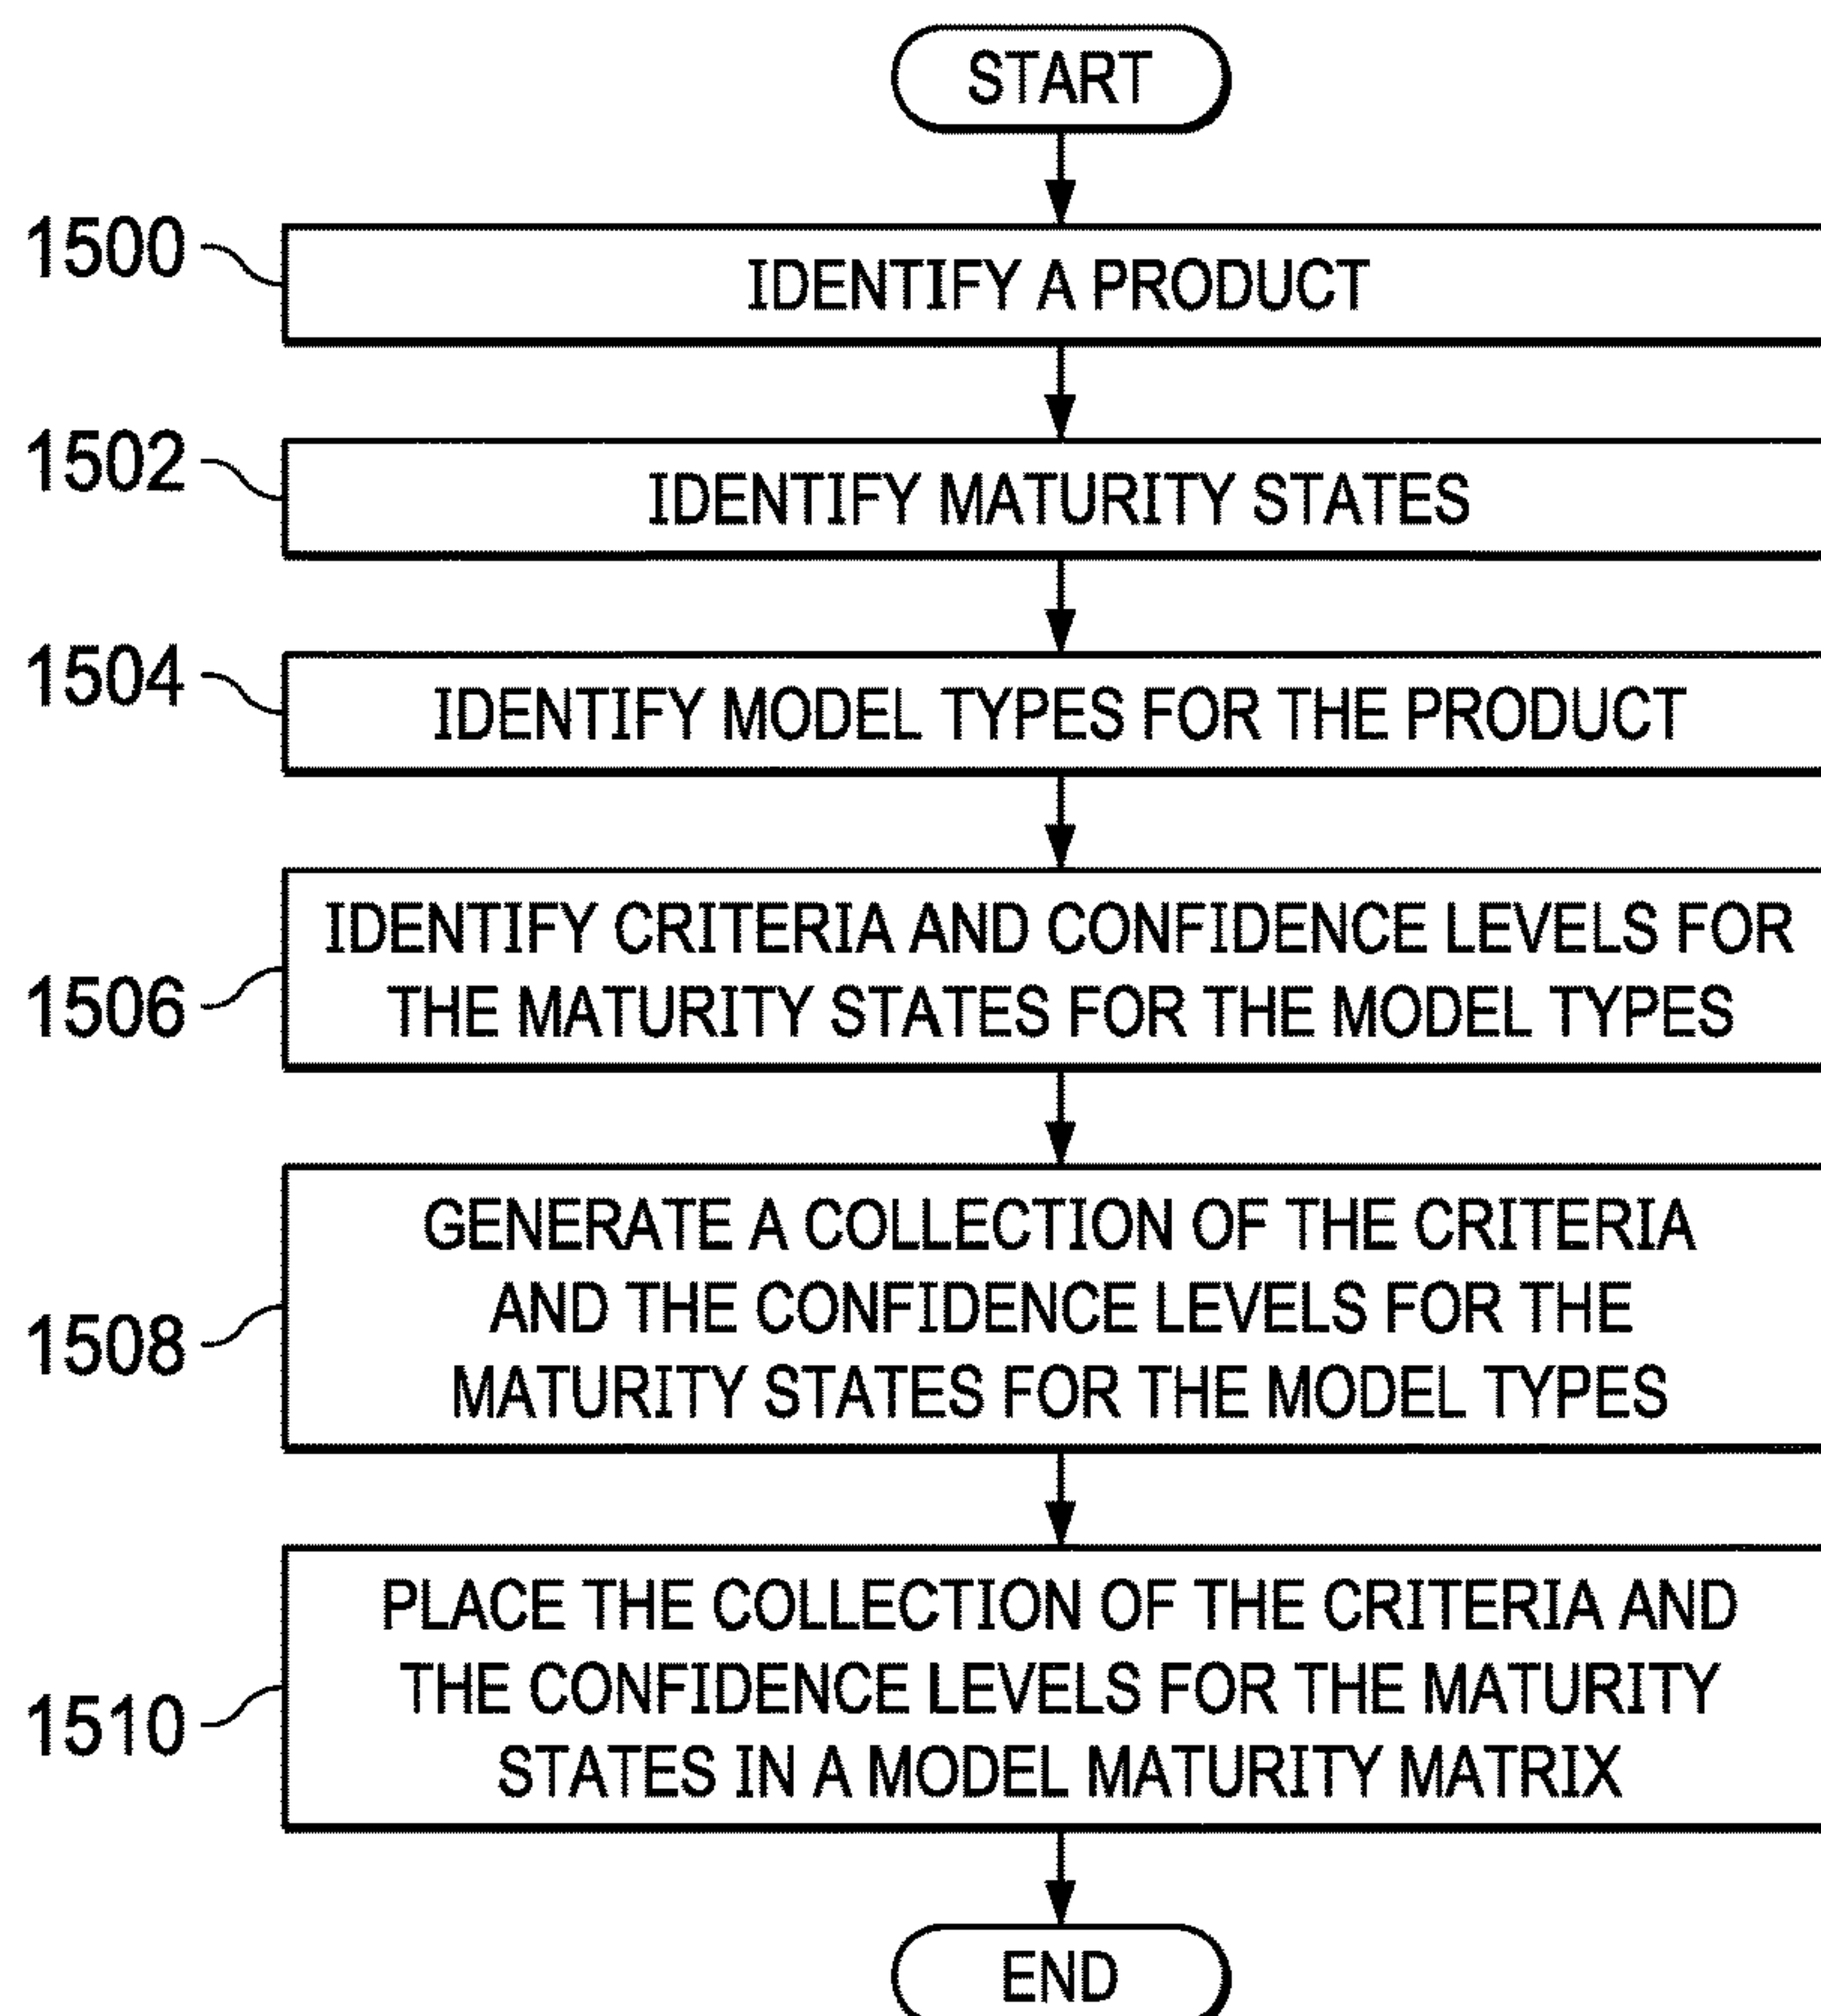 START
1500
IDENTIFY A PRODUCT
1502
IDENTIFY MATURITY STATES
1504
IDENTIFY MODEL TYPES FOR THE PRODUCT
1506
IDENTIFY CRITERIA AND CONFIDENCE LEVELS FOR
THE MATURITY STATES FOR THE MODEL TYPES
1508
GENERATE A COLLECTION OF THE CRITERIA
AND THE CONFIDENCE LEVELS FOR THE
MATURITY STATES FOR THE MODEL TYPES
1510
PLACE THE COLLECTION OF THE CRITERIA AND
THE CONFIDENCE LEVELS FOR THE MATURITY
STATES IN A MODEL MATURITY MATRIX
END